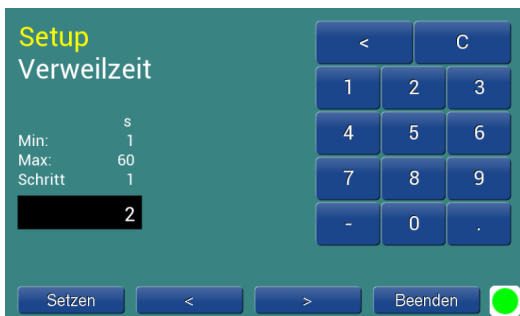 Setup
Verweilzeit
s
Min: 1
Max: 60
Schritt 1
2
< C
1 2 3
4 5 6
7 8 9
- 0 .
Setzen < > Beenden